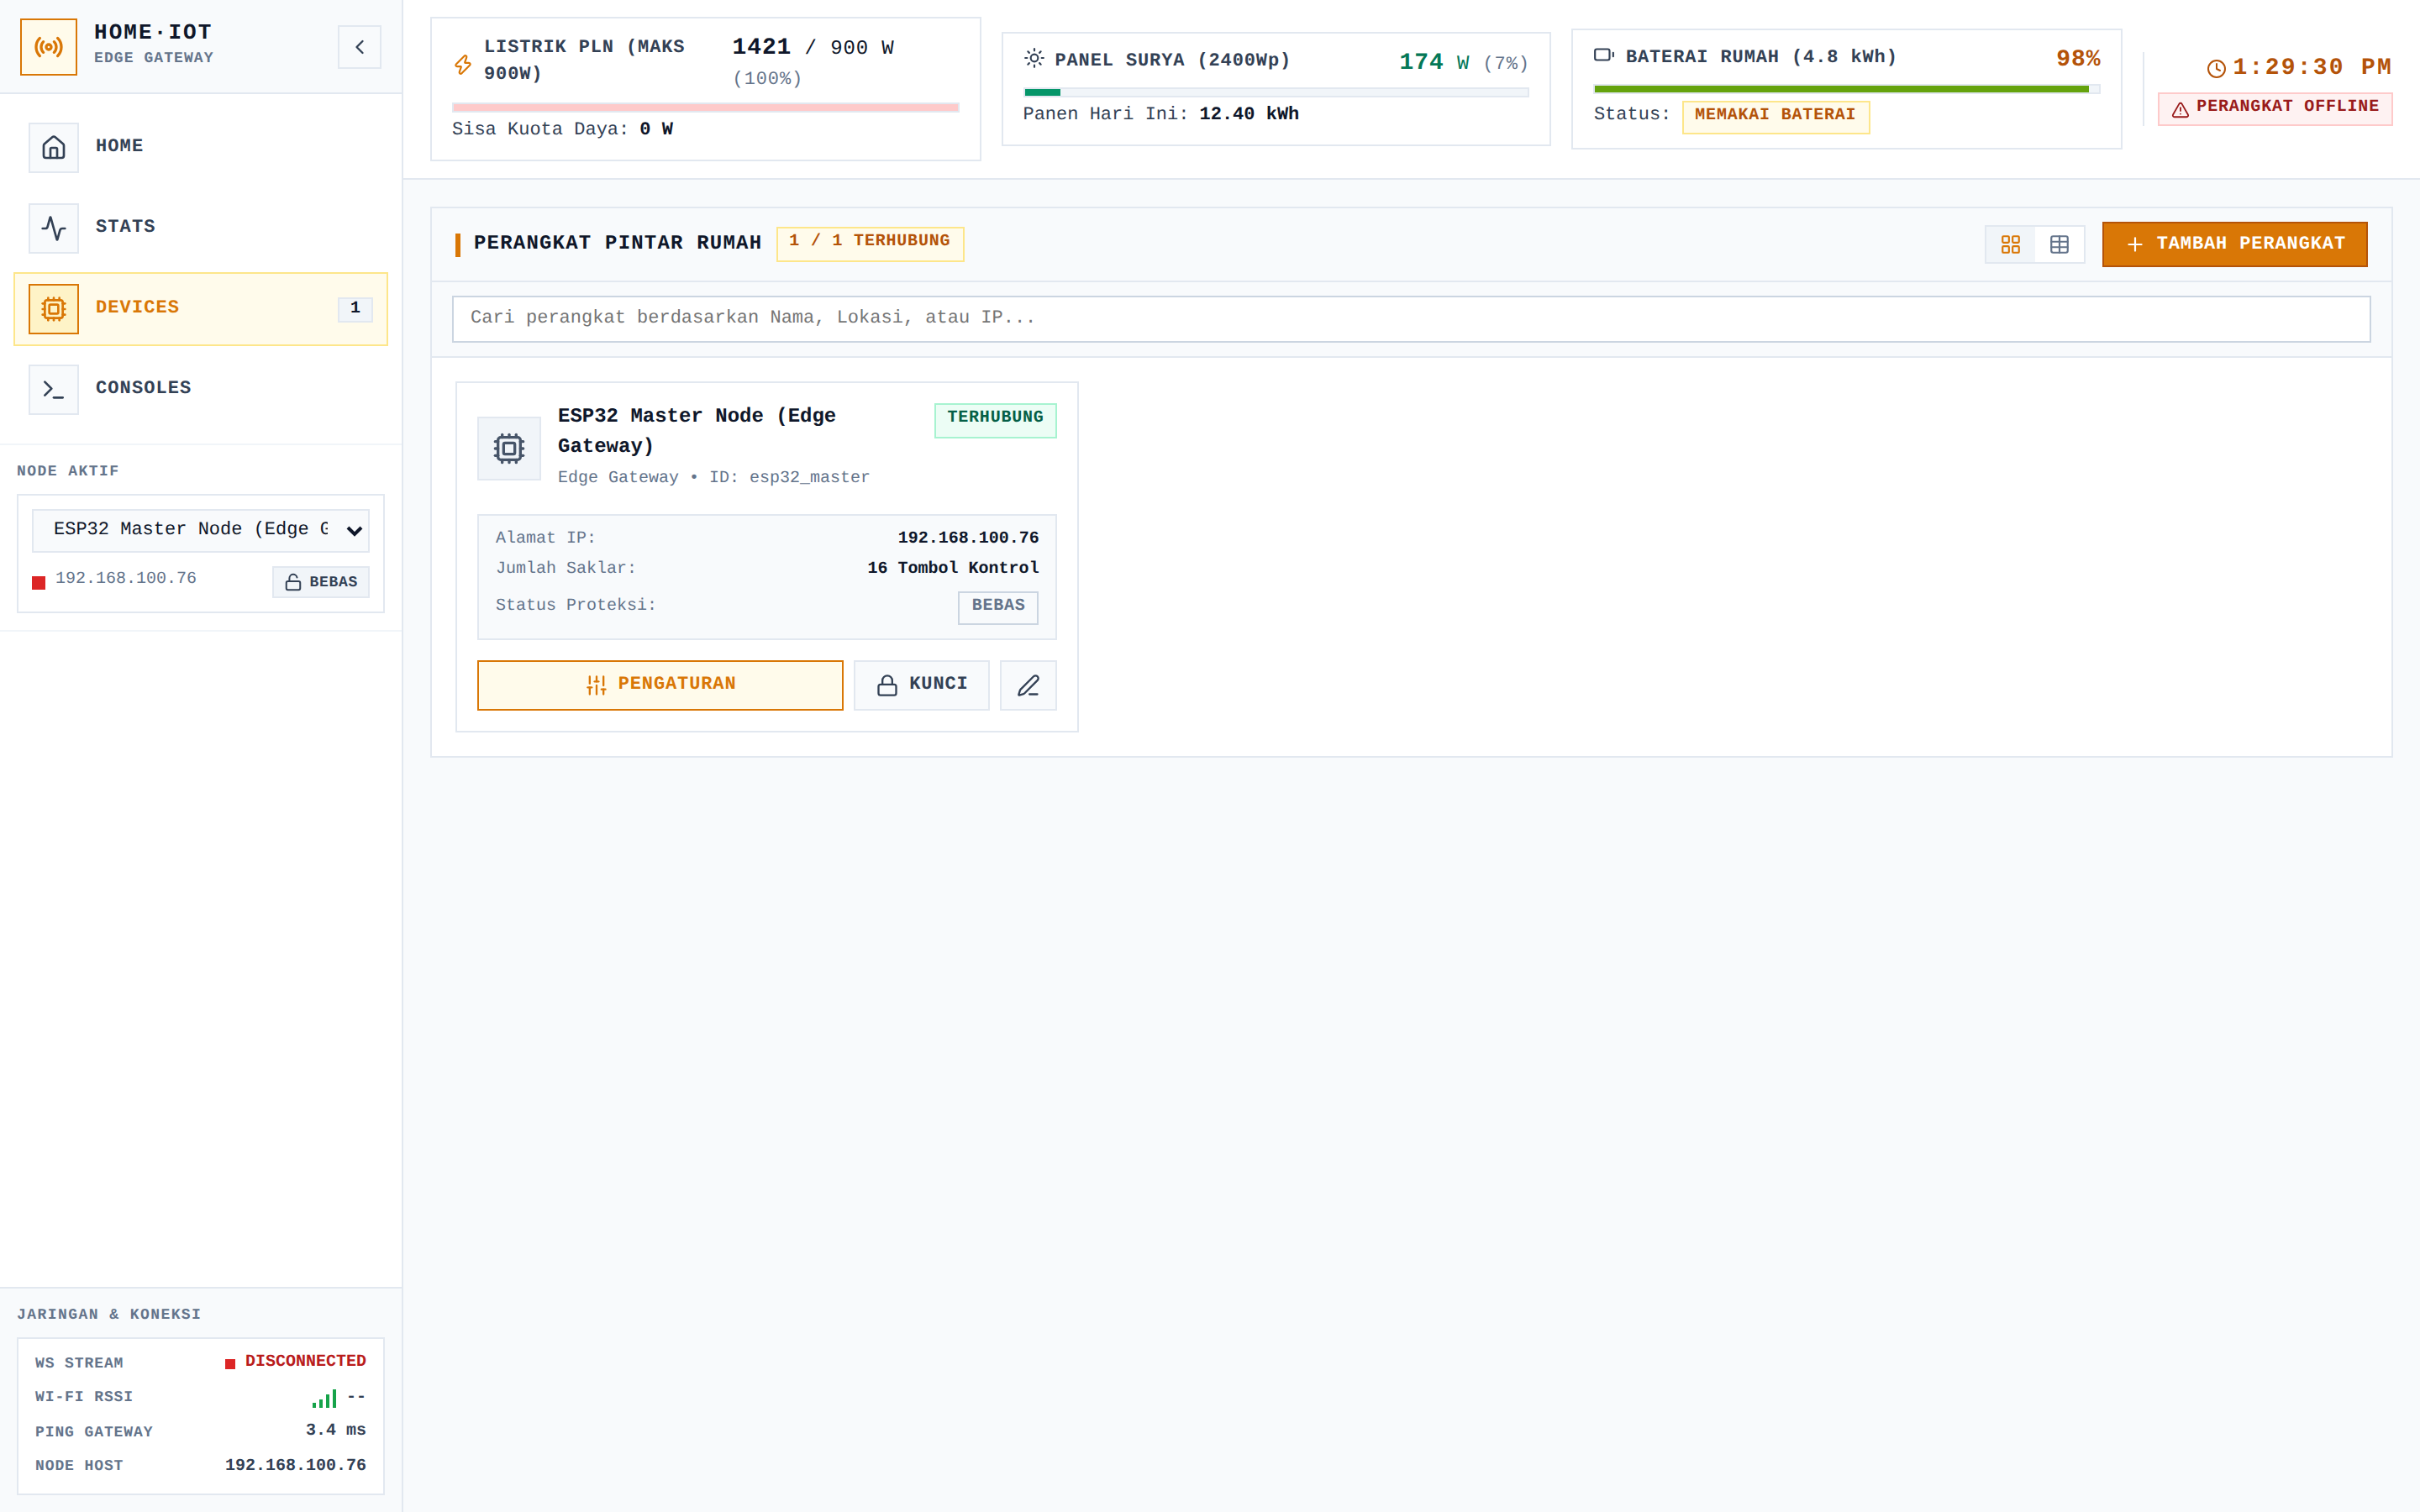 HOME·IOT
EDGE GATEWAY
HOME
STATS
DEVICES
1
CONSOLES
NODE AKTIF
ESP32 Master Node (Edge G
192.168.100.76
BEBAS
JARINGAN & KONEKSI
WS STREAM
DISCONNECTED
WI-FI RSSI
--
PING GATEWAY
3.4 ms
NODE HOST
192.168.100.76
LISTRIK PLN (MAKS
900W)
1421 / 900 W
(100%)
Sisa Kuota Daya: 0 W
PANEL SURYA (2400Wp)
174 W (7%)
Panen Hari Ini: 12.40 kWh
BATERAI RUMAH (4.8 kWh)
98%
Status: MEMAKAI BATERAI
1:29:30 PM
PERANGKAT OFFLINE
PERANGKAT PINTAR RUMAH
1 / 1 TERHUBUNG
TAMBAH PERANGKAT
Cari perangkat berdasarkan Nama, Lokasi, atau IP...
ESP32 Master Node (Edge
Gateway)
TERHUBUNG
Edge Gateway • ID: esp32_master
Alamat IP:
192.168.100.76
Jumlah Saklar:
16 Tombol Kontrol
Status Proteksi:
BEBAS
PENGATURAN
KUNCI